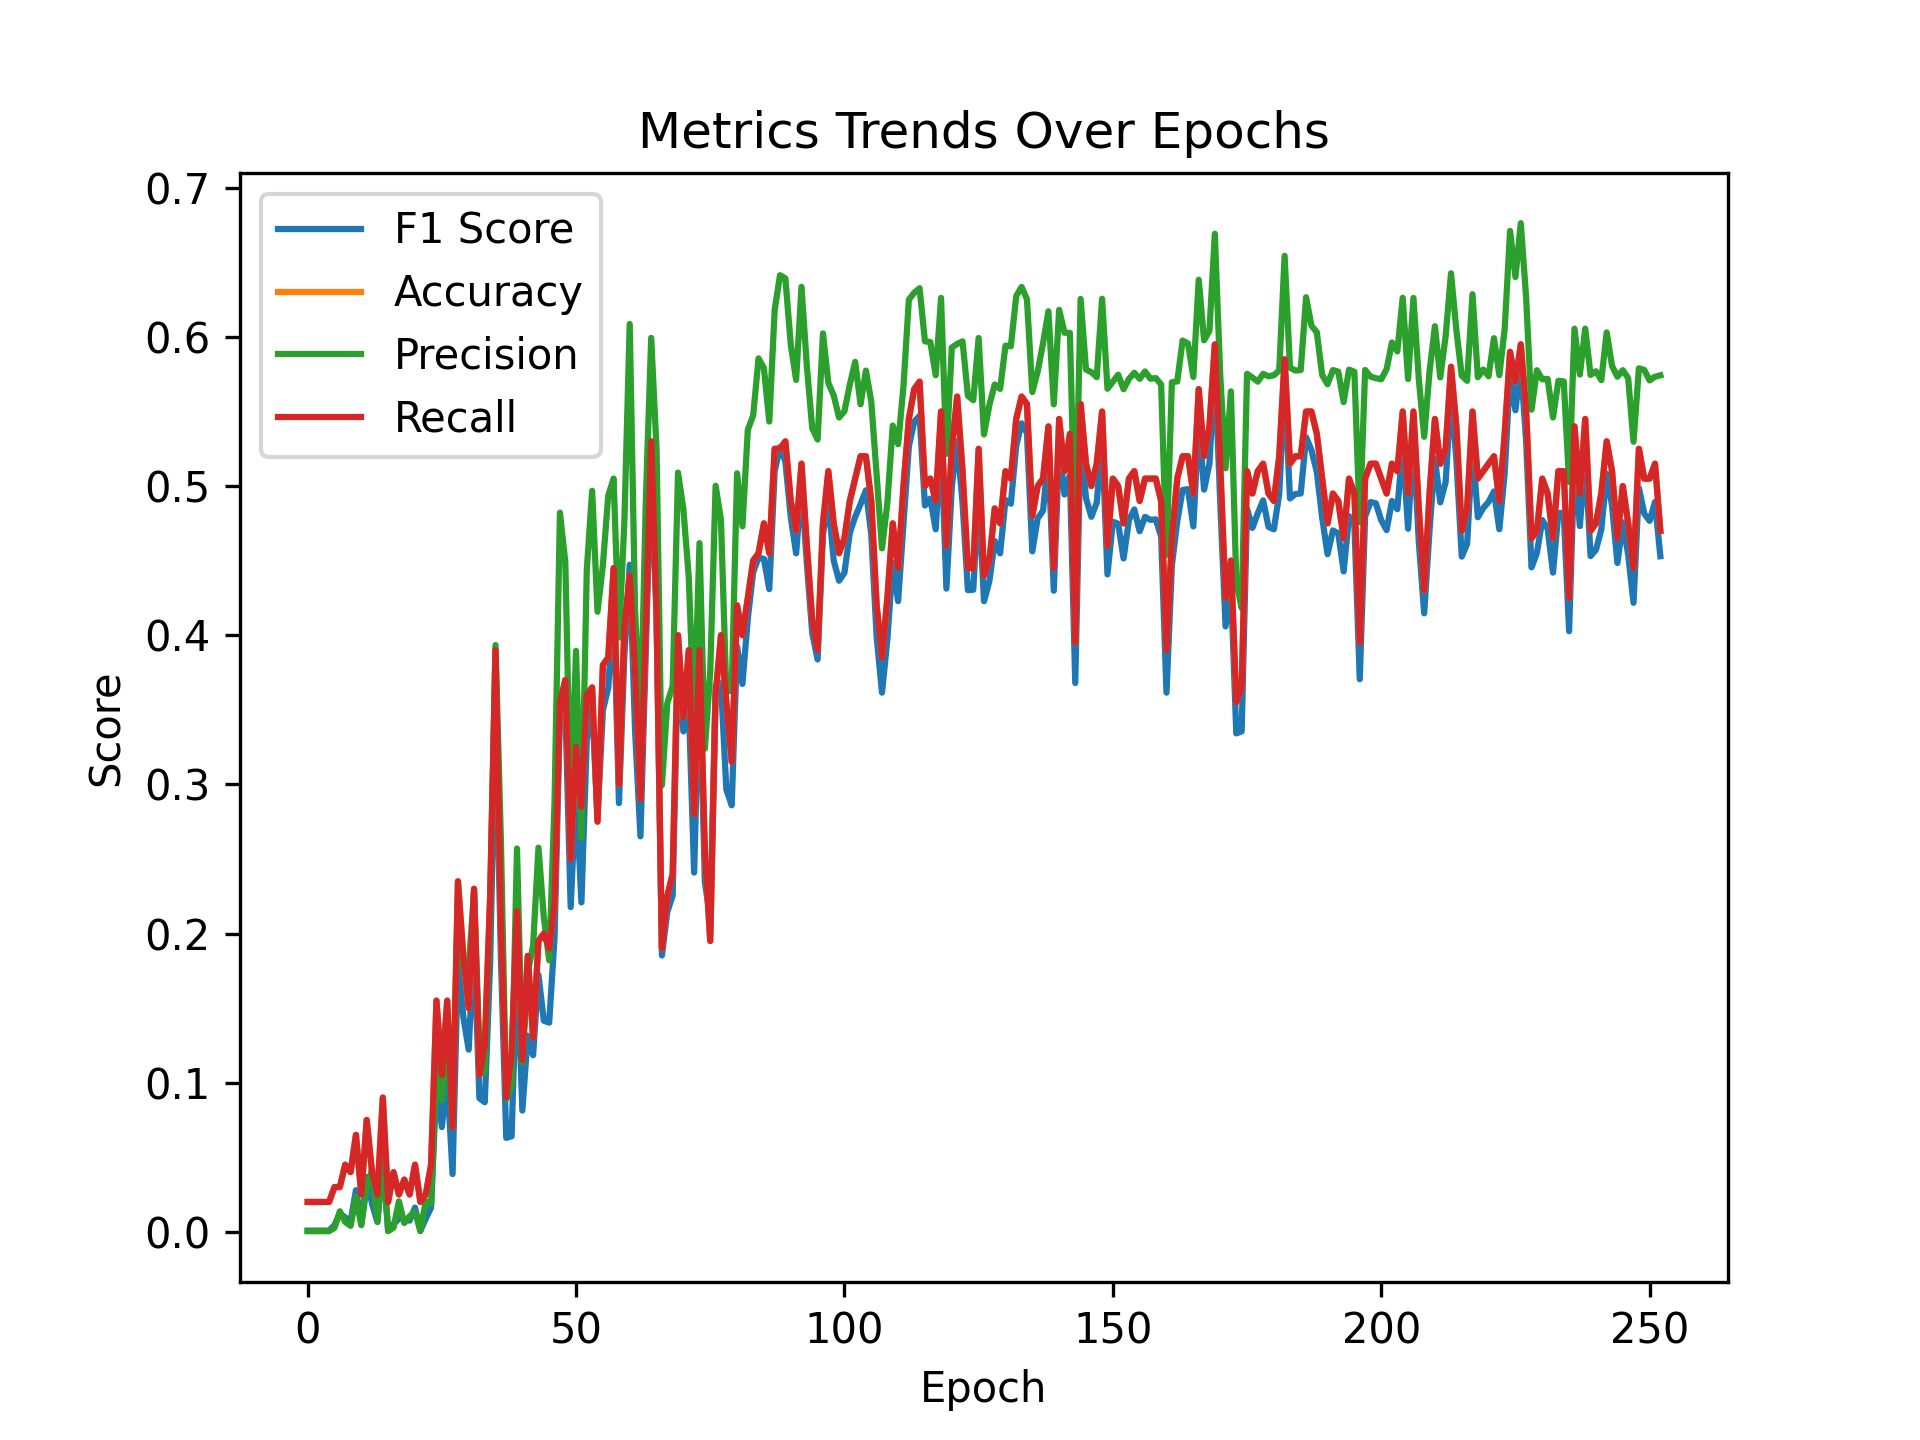 Metrics Trends Over Epochs
F1 Score
Accuracy
Precision
Recall
0.7
0.6
0.5
0.4
0.3
0.2
0.1
0.0
Score
0 50 100 150 200 250
Epoch